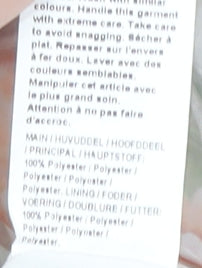 colours. Handle this garment
with extreme care. Take care
to avoid snagging. Sécher à
plat. Repasser sur l'envers
à fer doux. Laver avec des
couleurs semblables.
Manipuler cet article avec
le plus grand soin.
Attention à ne pas faire
d'accroc.
MAIN / HUVUDDEL / HOOFDDEEL
/ PRINCIPAL / HAUPTSTOFF:
100% Polyester / Polyester /
Polyester / Polyester /
Polyester. LINING / FODER /
VOERING / DOUBLURE / FUTTER:
100% Polyester / Polyester /
Polyester / Polyester /
Polyester.